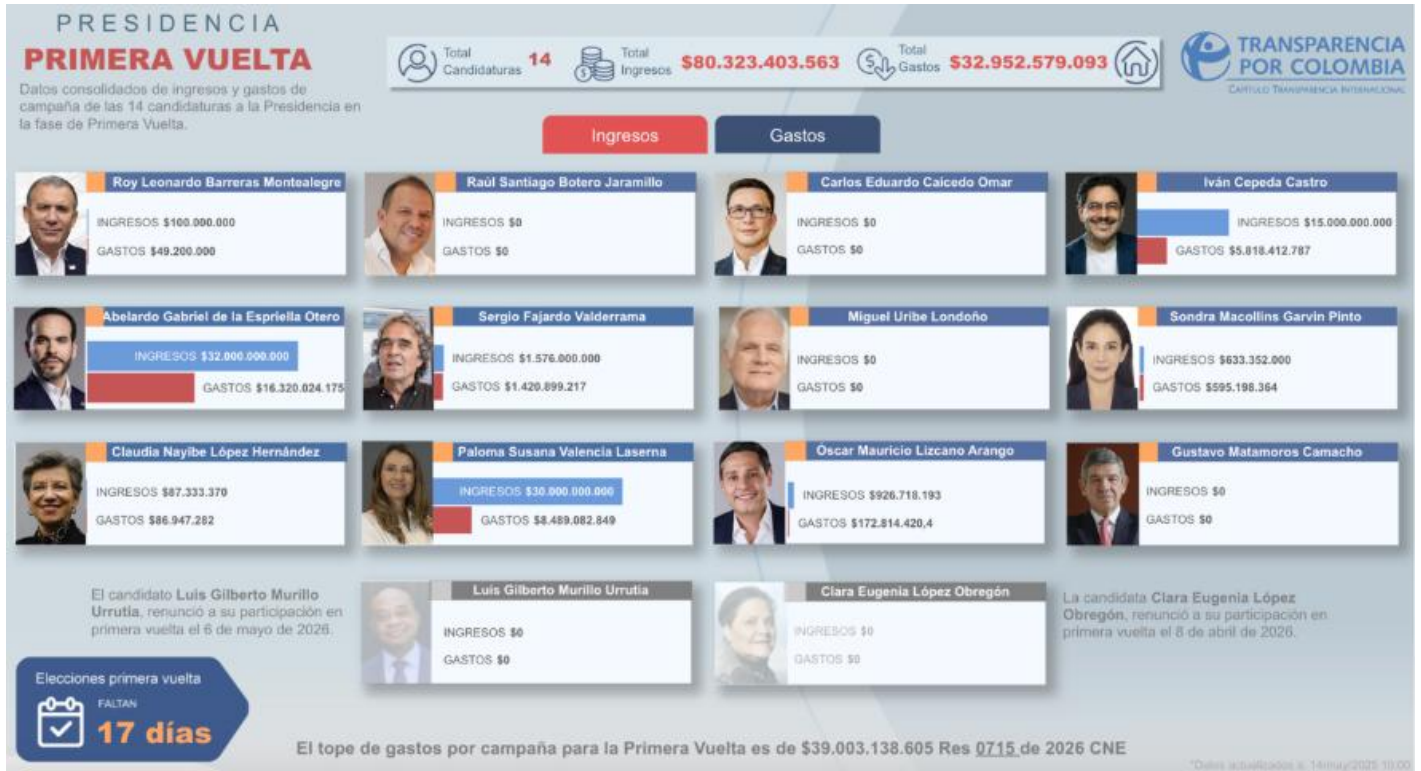 PRESIDENCIA
PRIMERA VUELTA
Datos consolidados de ingresos y gastos de
campaña de las 14 candidaturas a la Presidencia en
la fase de Primera Vuelta.
Total
Candidaturas 14
Total
Ingresos $80.323.403.563
Total
Gastos $32.952.579.093
TRANSPARENCIA
POR COLOMBIA
CAPÍTULO TRANSPARENCIA INTERNACIONAL
Ingresos
Gastos
Roy Leonardo Barreras Montealegre
INGRESOS $100.000.000
GASTOS $49.200.000
Raúl Santiago Botero Jaramillo
INGRESOS $0
GASTOS $0
Carlos Eduardo Caicedo Omar
INGRESOS $0
GASTOS $0
Iván Cepeda Castro
INGRESOS $15.000.000.000
GASTOS $5.818.412.787
Abelardo Gabriel de la Espriella Otero
INGRESOS $32.000.000.000
GASTOS $16.320.024.175
Sergio Fajardo Valderrama
INGRESOS $1.576.000.000
GASTOS $1.420.899.217
Miguel Uribe Londoño
INGRESOS $0
GASTOS $0
Sondra Macollins Garvin Pinto
INGRESOS $633.352.000
GASTOS $595.198.364
Claudia Nayibe López Hernández
INGRESOS $87.333.370
GASTOS $86.947.282
Paloma Susana Valencia Laserna
INGRESOS $30.000.000.000
GASTOS $8.489.082.849
Óscar Mauricio Lizcano Arango
INGRESOS $926.718.193
GASTOS $172.814.420,4
Gustavo Matamoros Camacho
INGRESOS $0
GASTOS $0
El candidato Luis Gilberto Murillo
Urrutia, renunció a su participación en
primera vuelta el 6 de mayo de 2026.
Luis Gilberto Murillo Urrutia
INGRESOS $0
GASTOS $0
Clara Eugenia López Obregón
INGRESOS $0
GASTOS $0
La candidata Clara Eugenia López
Obregón, renunció a su participación en
primera vuelta el 8 de abril de 2026.
Elecciones primera vuelta
FALTAN
17 días
El tope de gastos por campaña para la Primera Vuelta es de $39.003.138.605 Res 0715 de 2026 CNE
*Datos actualizados a: 14/may/2025 10:00